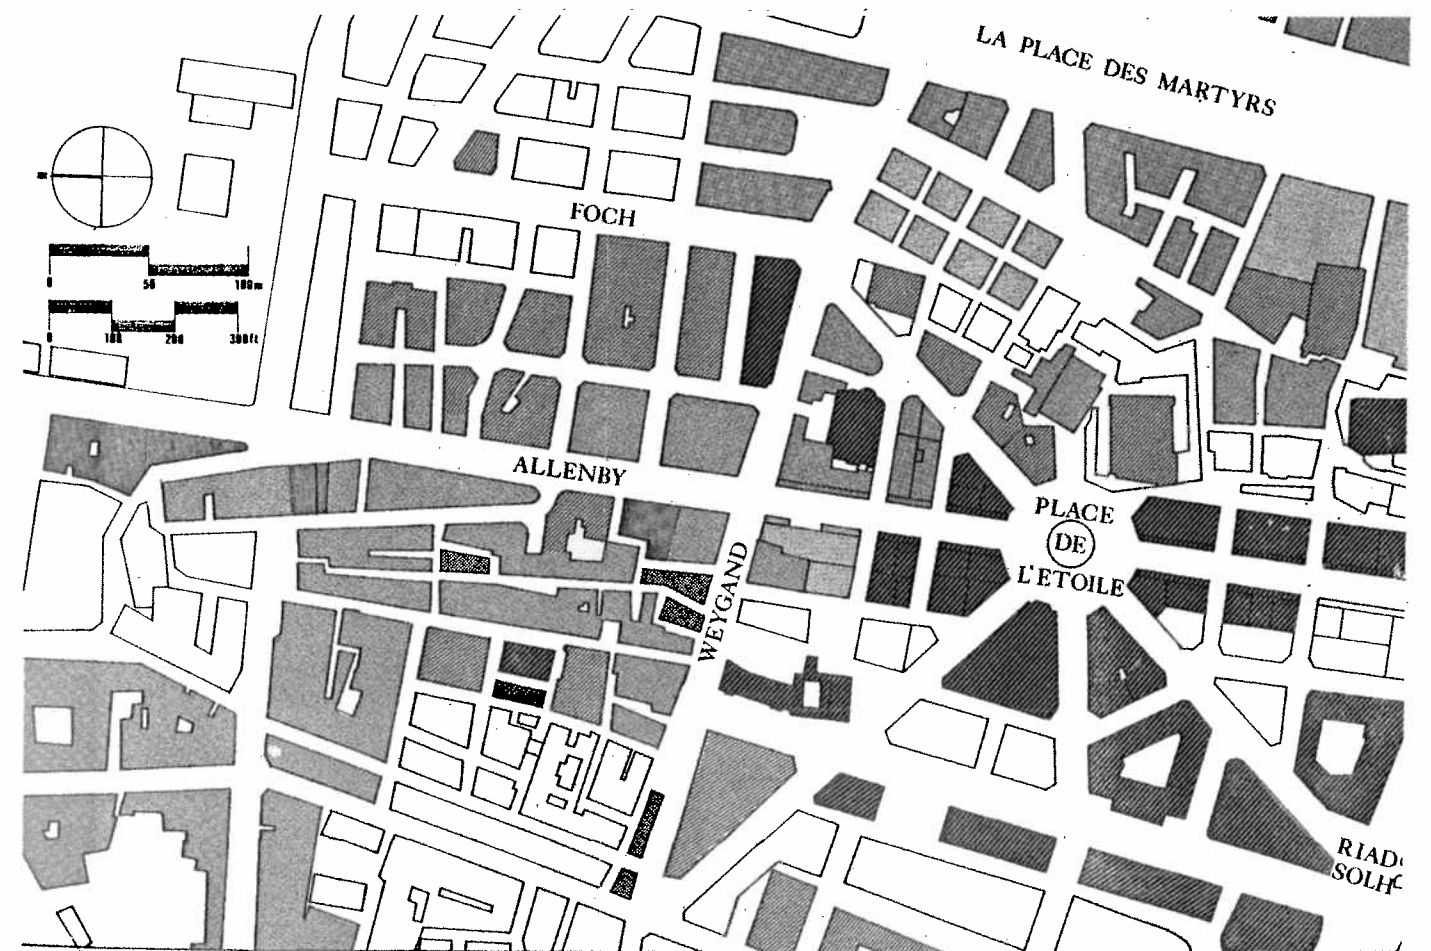 LA PLACE DES MARTYRS
FOCH
0 50 100m
0 100 200 300ft
ALLENBY
PLACE
DE
L'ETOILE
WEYGAND
RIAD
SOLH